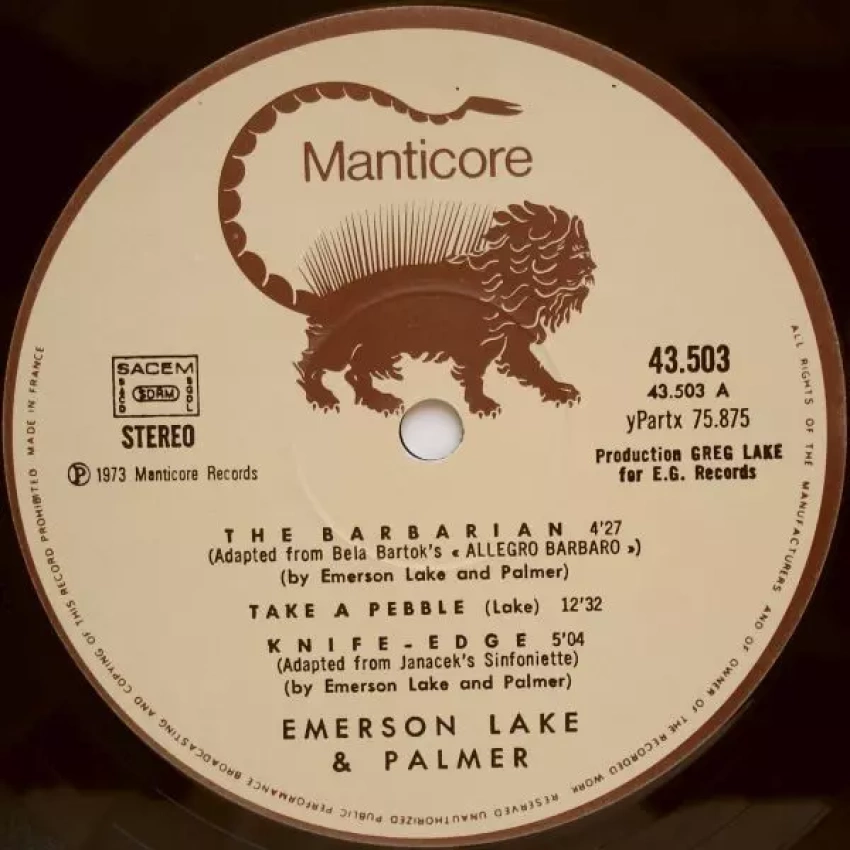 Manticore
SACEM
SACD
SDRM
SGDL
STEREO
Ⓟ 1973 Manticore Records
43.503
43.503 A
yPartx 75.875
Production GREG LAKE
for E.G. Records
THE BARBARIAN 4'27
(Adapted from Bela Bartok's « ALLEGRO BARBARO »)
(by Emerson Lake and Palmer)
TAKE A PEBBLE (Lake) 12'32
KNIFE-EDGE 5'04
(Adapted from Janacek's Sinfoniette)
(by Emerson Lake and Palmer)
EMERSON LAKE
& PALMER
ALL RIGHTS OF THE MANUFACTURERS AND OF OWNER OF THE RECORDED WORK RESERVED UNAUTHORIZED PUBLIC PERFORMANCE BROADCASTING AND COPYING OF THIS RECORD PROHIBITED MADE IN FRANCE